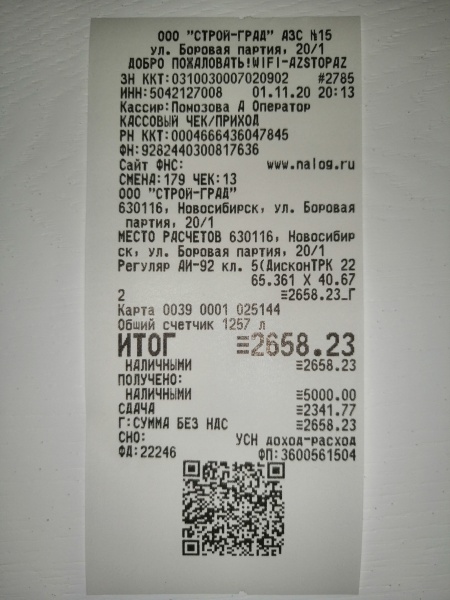 ООО "СТРОЙ-ГРАД" АЗС №15
ул. Боровая партия, 20/1
ДОБРО ПОЖАЛОВАТЬ!WIFI-AZSTOPAZ
ЗН ККТ:0310030007020902 #2785
ИНН:5042127008 01.11.20 20:13
Кассир:Помозова А Оператор
КАССОВЫЙ ЧЕК/ПРИХОД
РН ККТ:0004666436047845
ФН:9282440300817636
Сайт ФНС: www.nalog.ru
СМЕНА:179 ЧЕК:13
ООО "СТРОЙ-ГРАД"
630116, Новосибирск, ул. Боровая
партия, 20/1
МЕСТО РАСЧЕТОВ 630116, Новосибир
ск, ул. Боровая партия, 20/1
Регуляр АИ-92 кл. 5(ДисконТРК 22
65.361 X 40.67
2 ≡2658.23_Г
Карта 0039 0001 025144
Общий счетчик 1257 л
ИТОГ ≡2658.23
НАЛИЧНЫМИ ≡2658.23
ПОЛУЧЕНО:
НАЛИЧНЫМИ ≡5000.00
СДАЧА ≡2341.77
Г:СУММА БЕЗ НДС ≡2658.23
СНО: УСН доход-расход
ФД:22246 ФП:3600561504